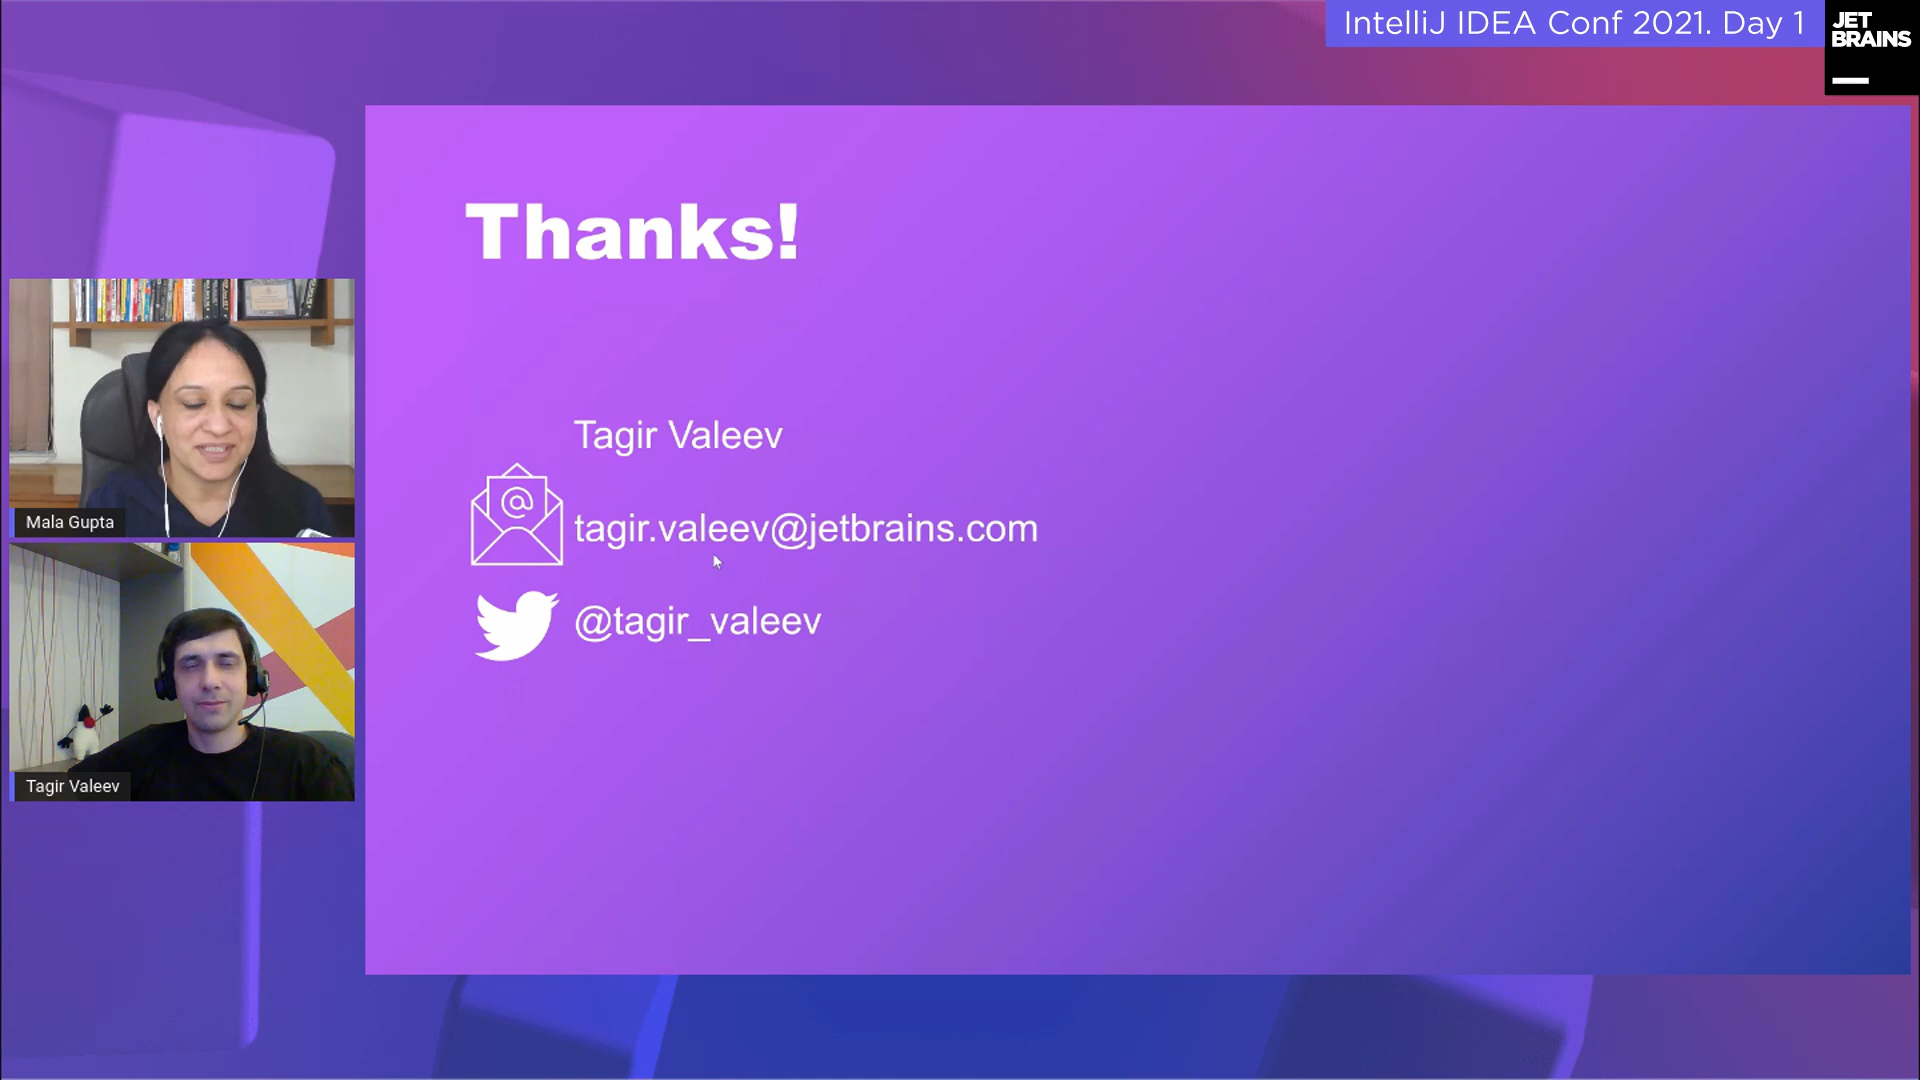 IntelliJ IDEA Conf 2021. Day 1
JET
BRAINS
Thanks!
Tagir Valeev
@
tagir.valeev@jetbrains.com
@tagir_valeev
Mala Gupta
Tagir Valeev